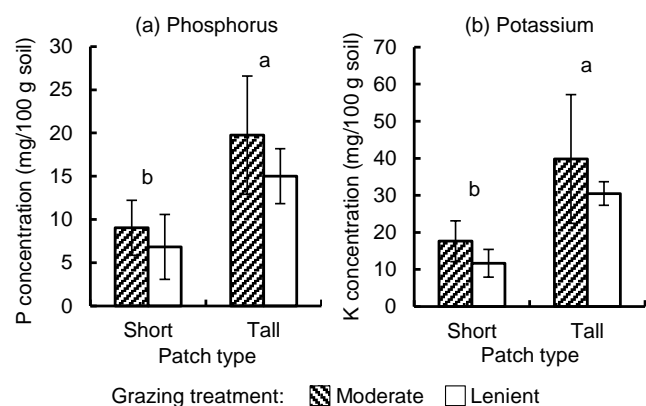 (a) Phosphorus
P concentration (mg/100 g soil)
30
25
20
15
10
5
0
b
a
Short
Tall
Patch type
(b) Potassium
K concentration (mg/100 g soil)
70
60
50
40
30
20
10
0
b
a
Short
Tall
Patch type
Grazing treatment: Moderate Lenient